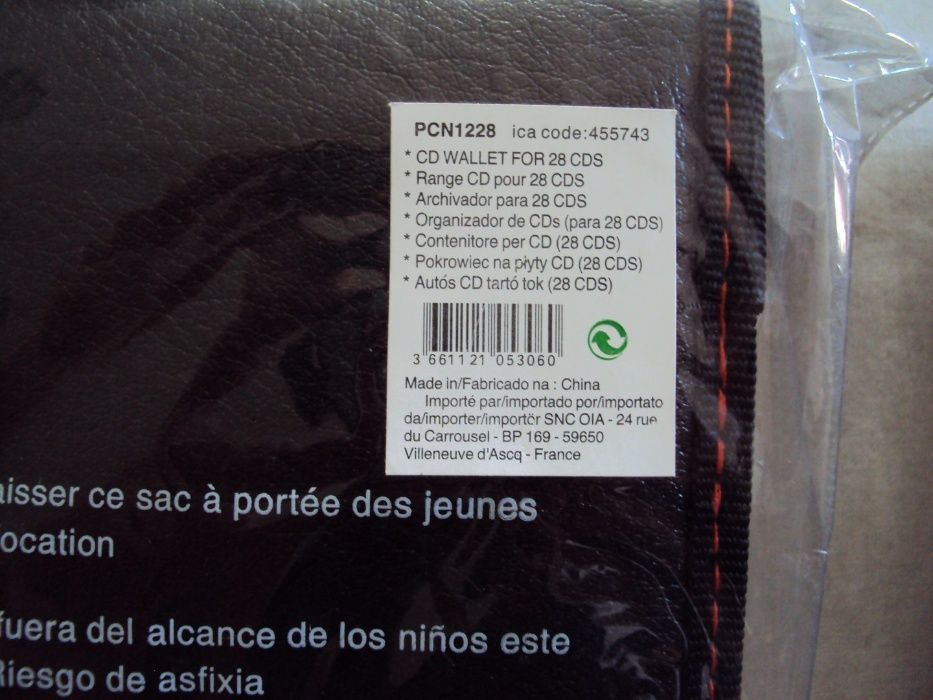 PCN1228 ica code:455743
* CD WALLET FOR 28 CDS
* Range CD pour 28 CDS
* Archivador para 28 CDS
* Organizador de CDs (para 28 CDS)
* Contenitore per CD (28 CDS)
* Pokrowiec na płyty CD (28 CDS)
* Autós CD tartó tok (28 CDS)
3 661121 053060
Made in/Fabricado na : China
Importé par/importado por/importato
da/importer/importőr SNC OIA - 24 rue
du Carrousel - BP 169 - 59650
Villeneuve d'Ascq - France
aisser ce sac à portée des jeunes
ocation
fuera del alcance de los niños este
Riesgo de asfixia